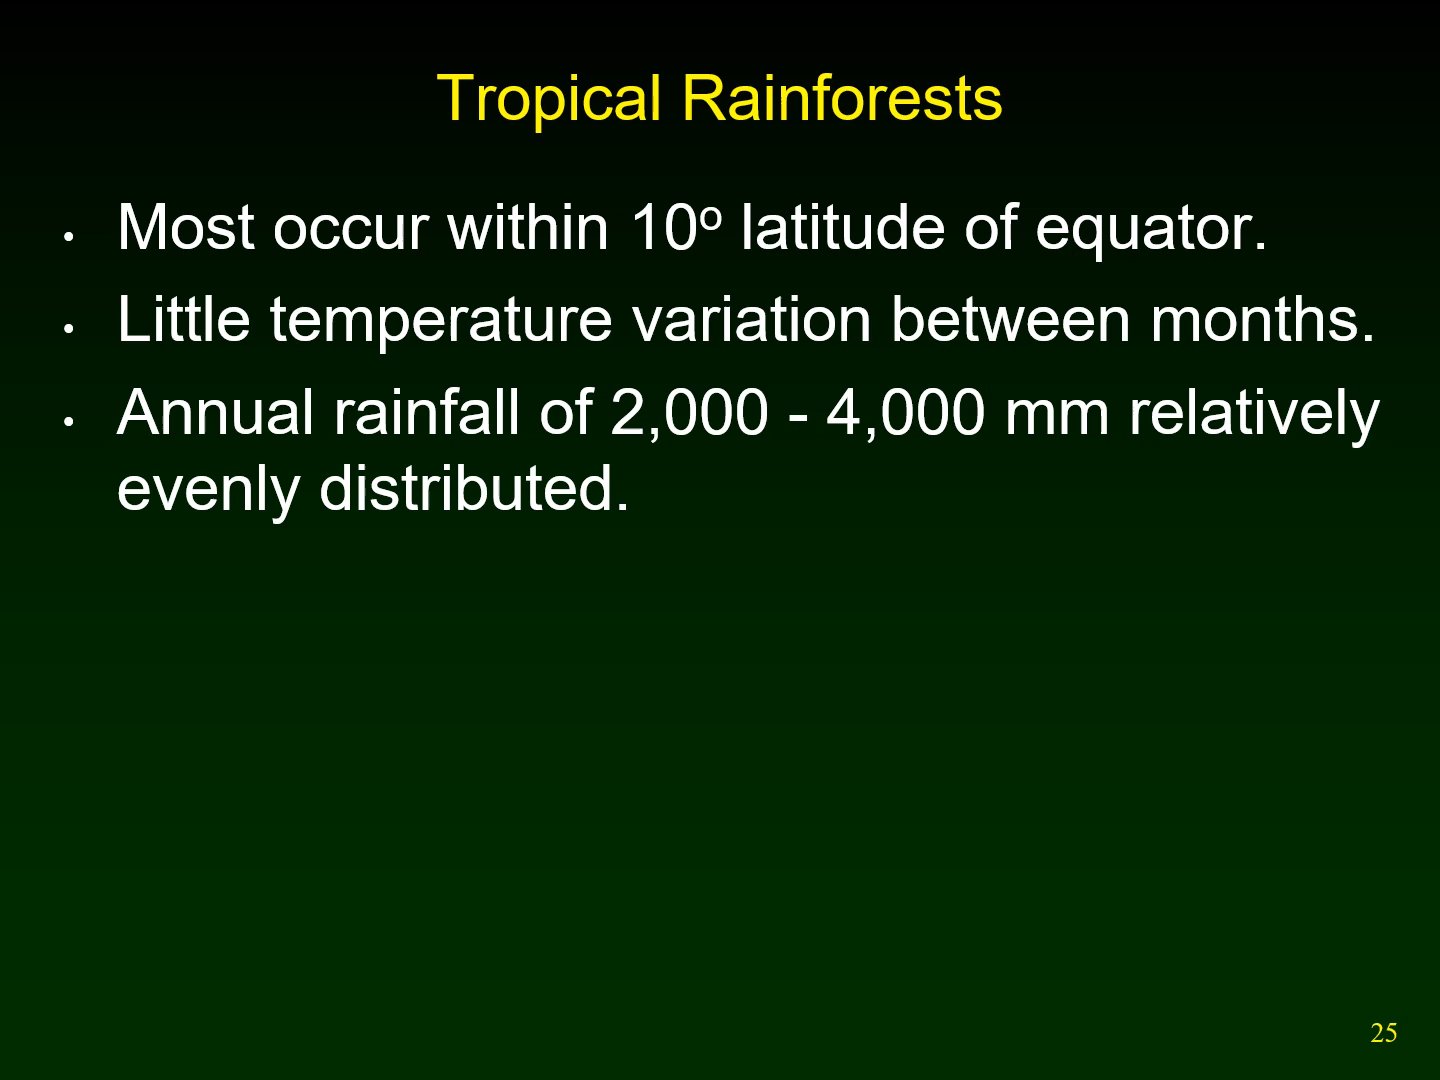 Tropical Rainforests
• Most occur within 10º latitude of equator.
• Little temperature variation between months.
• Annual rainfall of 2,000 - 4,000 mm relatively
evenly distributed.
25